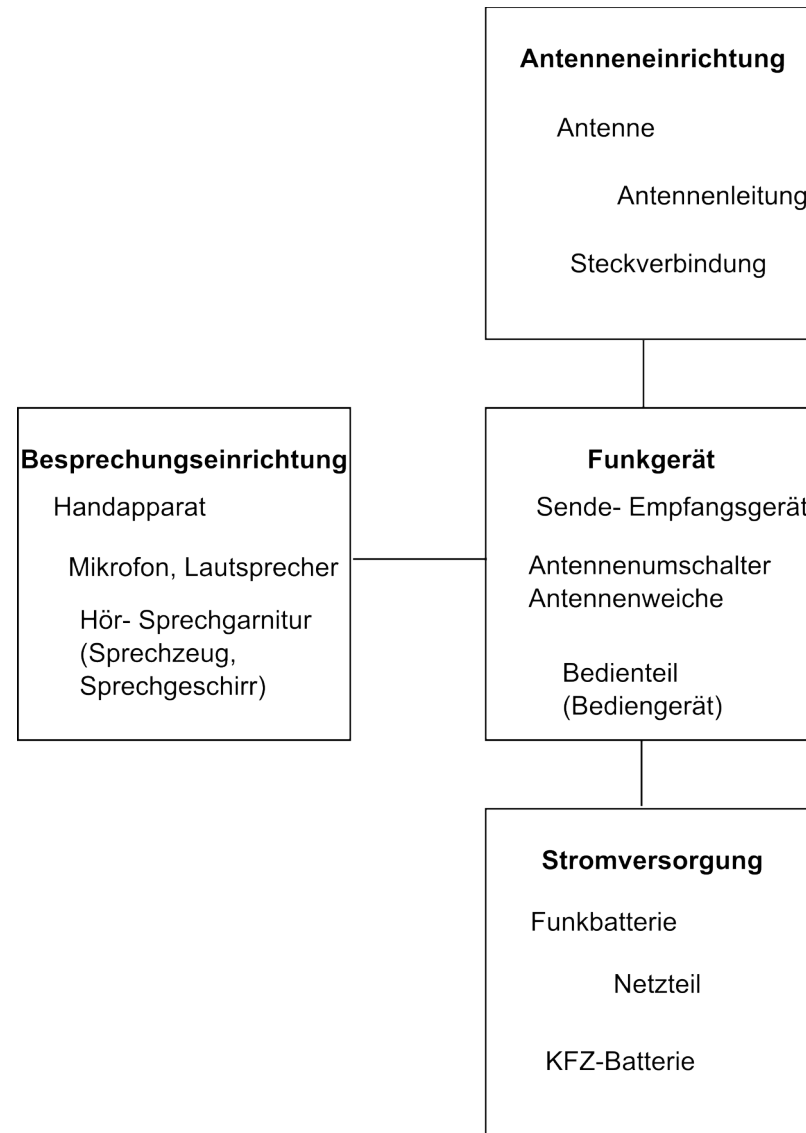 Antenneneinrichtung
Antenne
Antennenleitung
Steckverbindung
Besprechungseinrichtung
Handapparat
Mikrofon, Lautsprecher
Hör- Sprechgarnitur
(Sprechzeug,
Sprechgeschirr)
Funkgerät
Sende- Empfangsgerät
Antennenumschalter
Antennenweiche
Bedienteil
(Bediengerät)
Stromversorgung
Funkbatterie
Netzteil
KFZ-Batterie